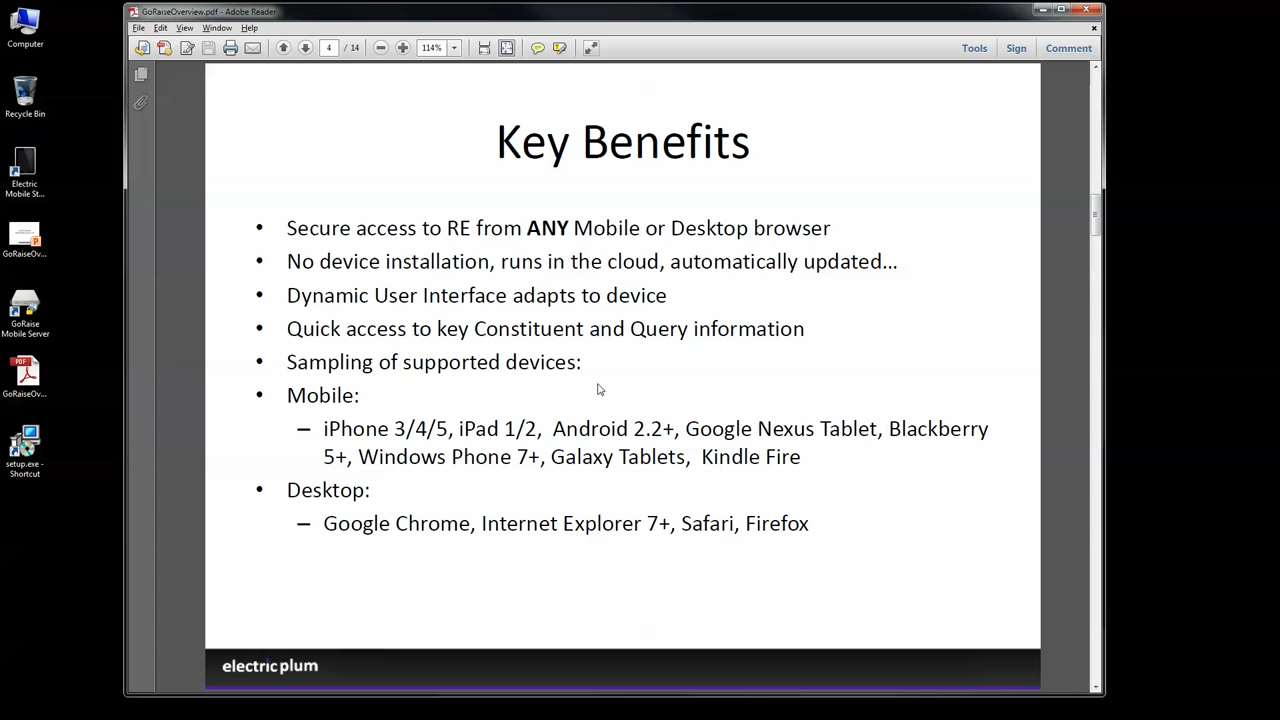 GoRaiseOverview.pdf - Adobe Reader
File Edit View Window Help
4 / 14 114% Tools Sign Comment
Computer
Recycle Bin
Electric
Mobile St...
GoRaiseOv...
GoRaise
Mobile Server
PDF
GoRaiseOv...
setup.exe -
Shortcut
Key Benefits
• Secure access to RE from ANY Mobile or Desktop browser
• No device installation, runs in the cloud, automatically updated…
• Dynamic User Interface adapts to device
• Quick access to key Constituent and Query information
• Sampling of supported devices:
• Mobile:
– iPhone 3/4/5, iPad 1/2, Android 2.2+, Google Nexus Tablet, Blackberry
5+, Windows Phone 7+, Galaxy Tablets, Kindle Fire
• Desktop:
– Google Chrome, Internet Explorer 7+, Safari, Firefox
electric plum